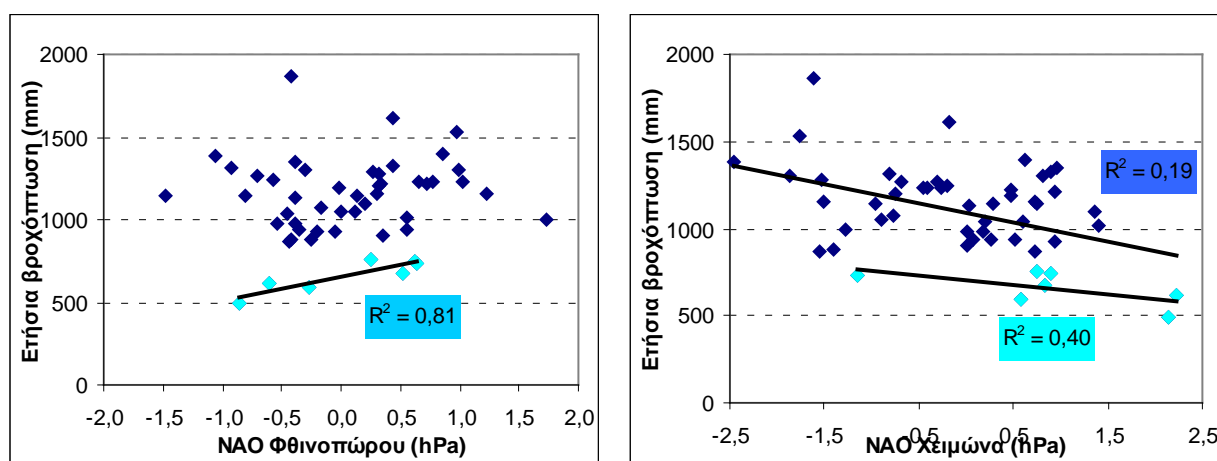 2000
1500
1000
500
0
Ετήσια βροχόπτωση (mm)
R² = 0,81
-2,0 -1,5 -1,0 -0,5 0,0 0,5 1,0 1,5 2,0
ΝΑΟ Φθινοπώρου (hPa)
2000
1500
1000
500
0
Ετήσια βροχόπτωση (mm)
R² = 0,19
R² = 0,40
-2,5 -1,5 -0,5 0,5 1,5 2,5
ΝΑΟ Χειμώνα (hPa)